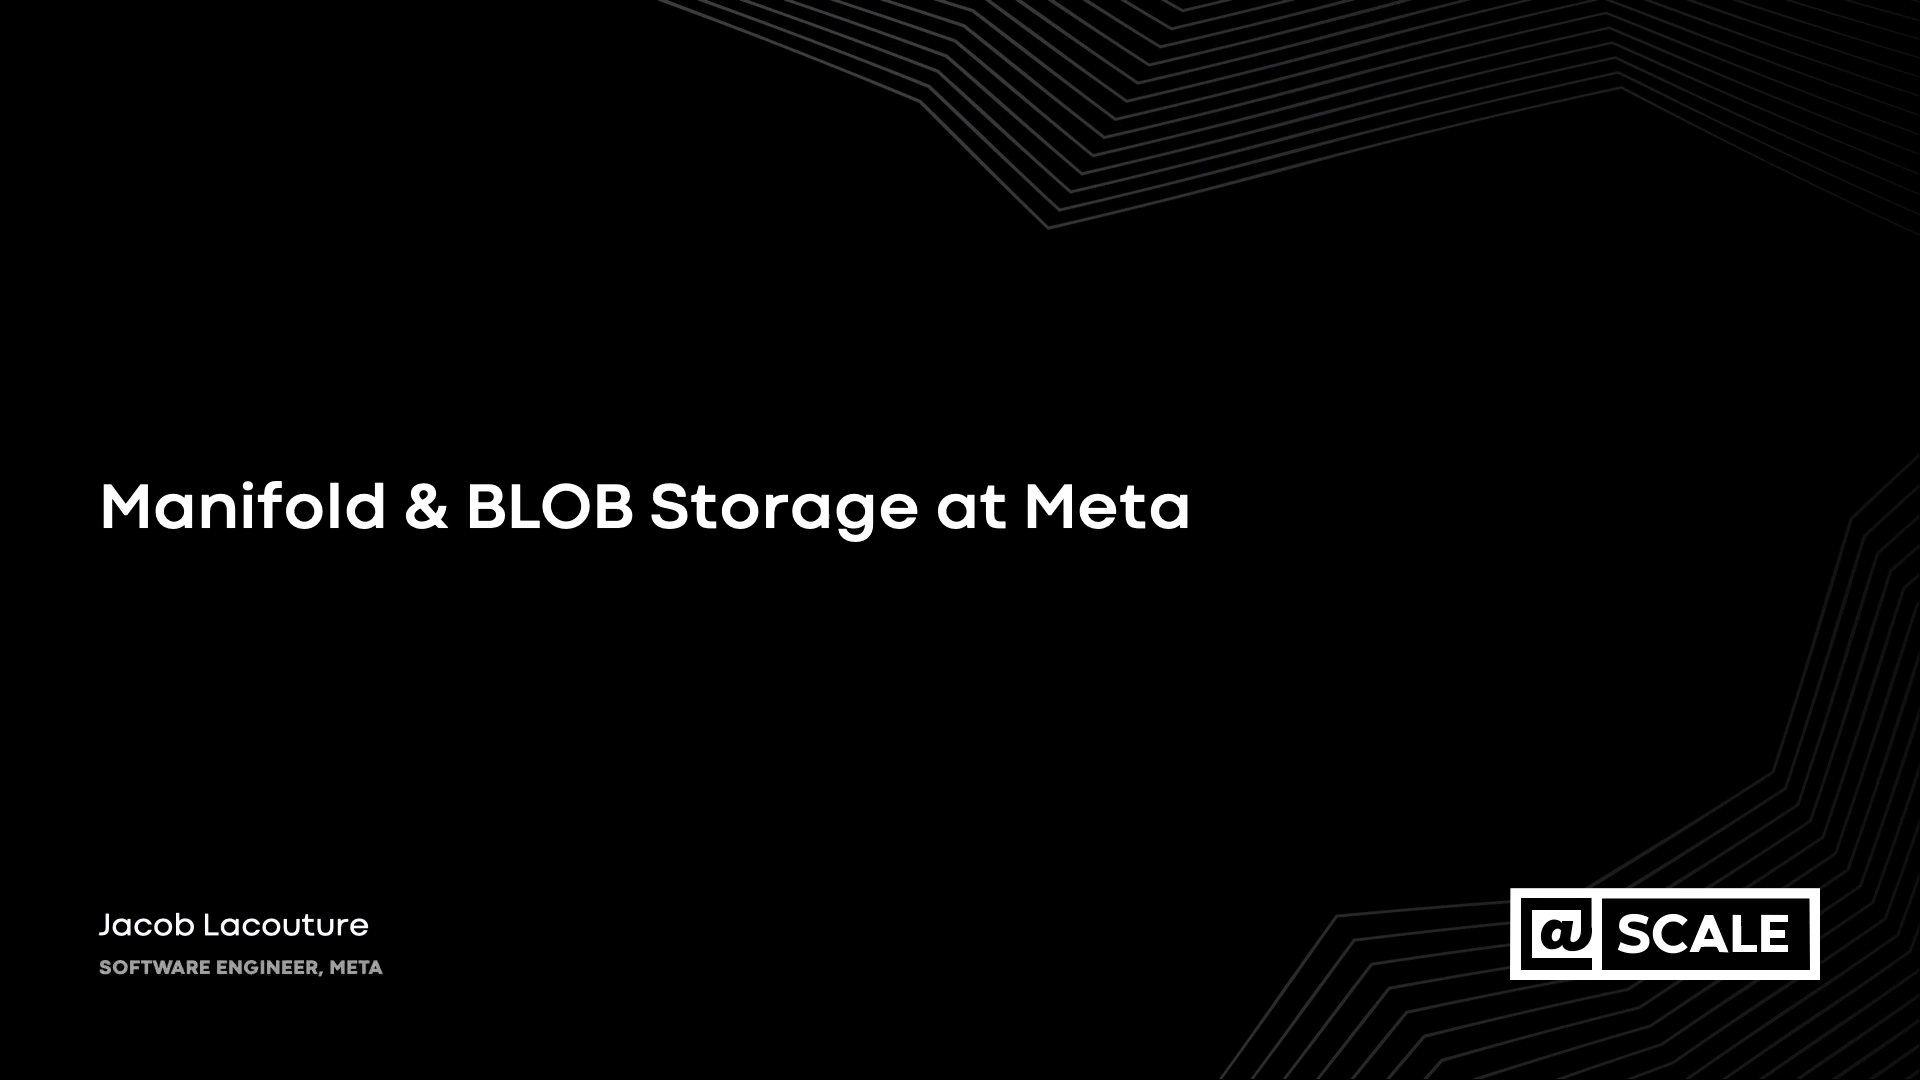 Manifold & BLOB Storage at Meta
Jacob Lacouture
SOFTWARE ENGINEER, META
@ SCALE